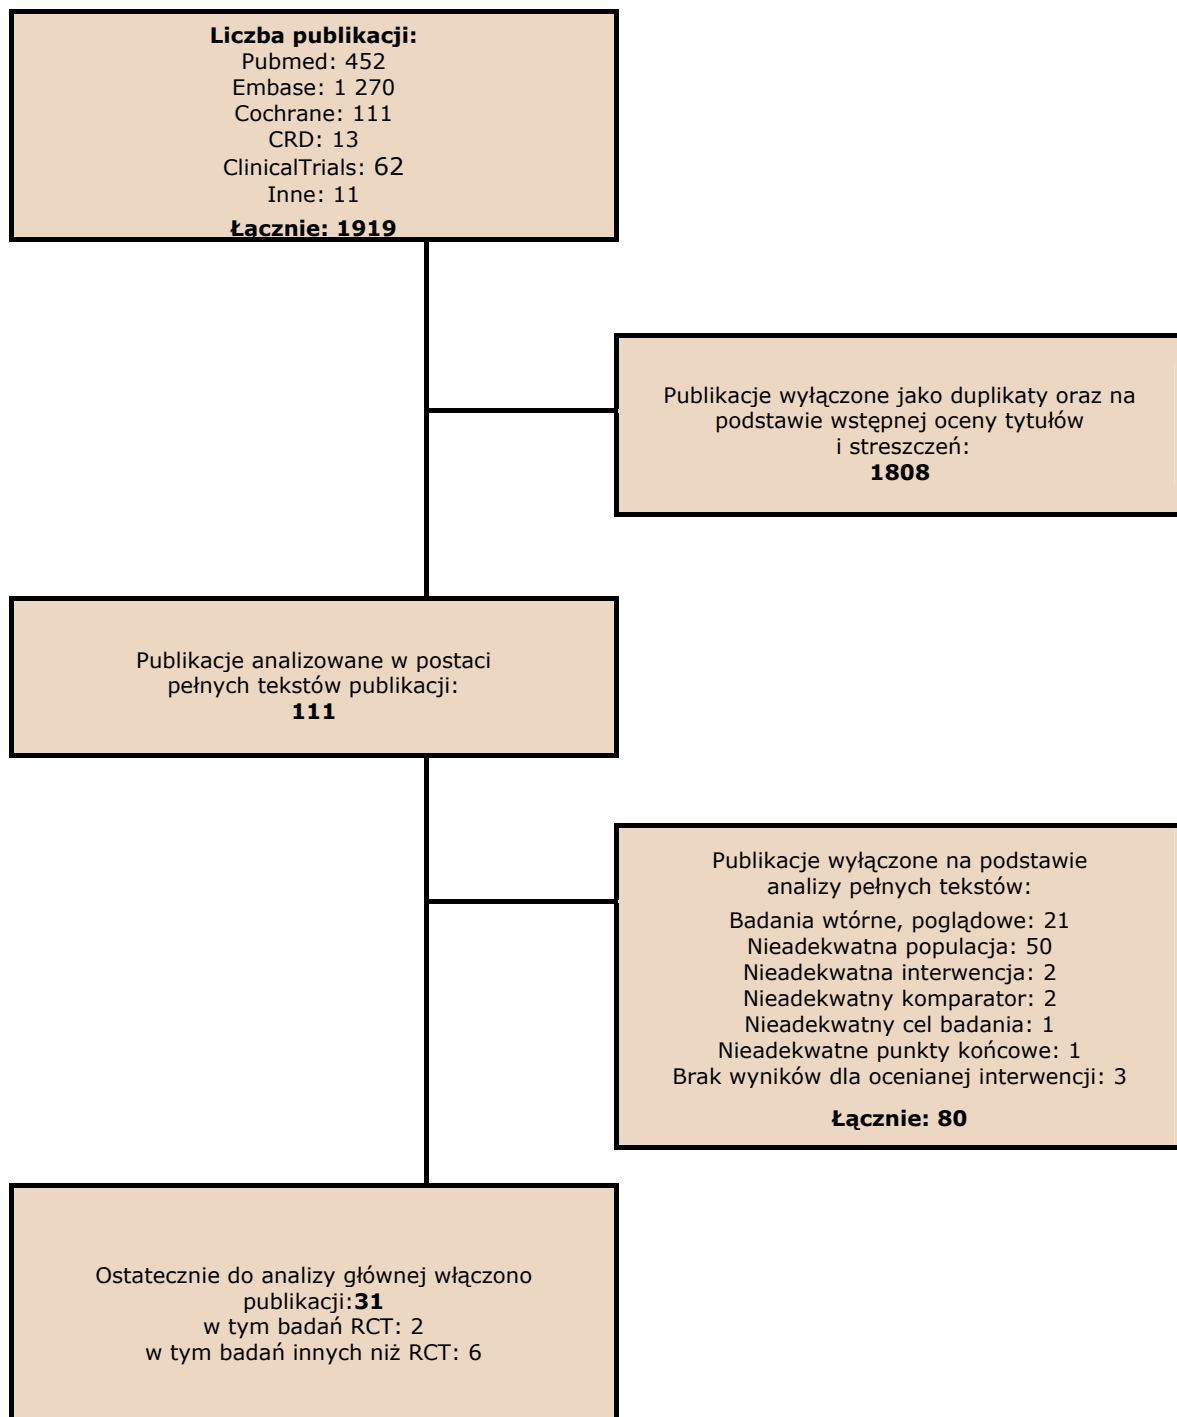 Liczba publikacji:
Pubmed: 452
Embase: 1 270
Cochrane: 111
CRD: 13
ClinicalTrials: 62
Inne: 11
Łącznie: 1919
Publikacje wyłączone jako duplikaty oraz na
podstawie wstępnej oceny tytułów
i streszczeń:
1808
Publikacje analizowane w postaci
pełnych tekstów publikacji:
111
Publikacje wyłączone na podstawie
analizy pełnych tekstów:
Badania wtórne, poglądowe: 21
Nieadekwatna populacja: 50
Nieadekwatna interwencja: 2
Nieadekwatny komparator: 2
Nieadekwatny cel badania: 1
Nieadekwatne punkty końcowe: 1
Brak wyników dla ocenianej interwencji: 3
Łącznie: 80
Ostatecznie do analizy głównej włączono
publikacji:31
w tym badań RCT: 2
w tym badań innych niż RCT: 6